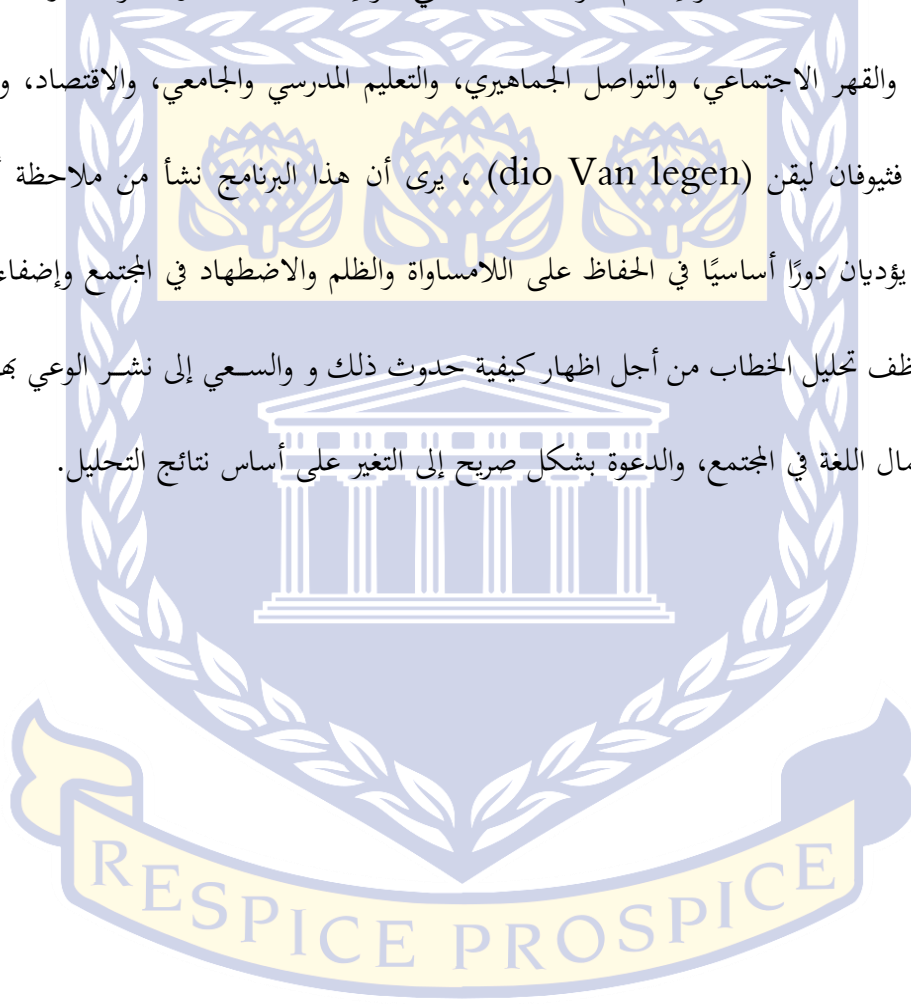 والقهر الاجتماعي، والتواصل الجماهيري، والتعليم المدرسي والجامعي، والاقتصاد، و
فثيوفان ليقن (dio Van legen) ، يرى أن هذا البرنامج نشأ من ملاحظة
يؤديان دورًا أساسيًا في الحفاظ على اللامساواة والظلم والاضطهاد في المجتمع وإضفاء
ظف تحليل الخطاب من أجل اظهار كيفية حدوث ذلك و والسعي إلى نشر الوعي
مال اللغة في المجتمع، والدعوة بشكل صريح إلى التغير على أساس نتائج التحليل.
RESPICE PROSPICE